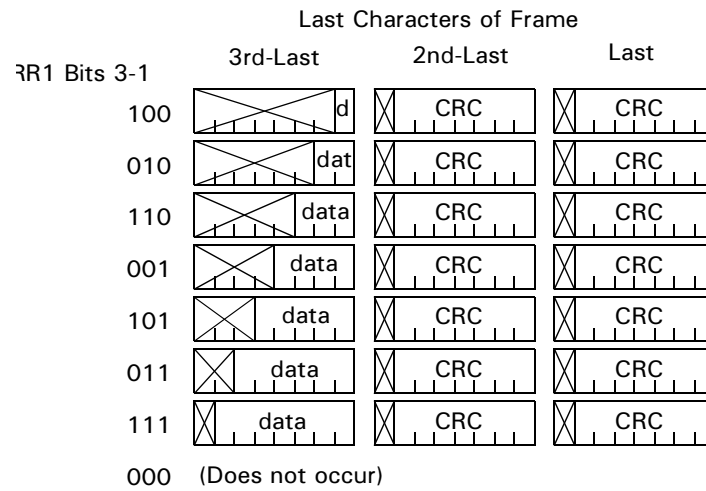 Last Characters of Frame
3rd-Last 2nd-Last Last
RR1 Bits 3-1
100 d CRC CRC
010 dat CRC CRC
110 data CRC CRC
001 data CRC CRC
101 data CRC CRC
011 data CRC CRC
111 data CRC CRC
000 (Does not occur)